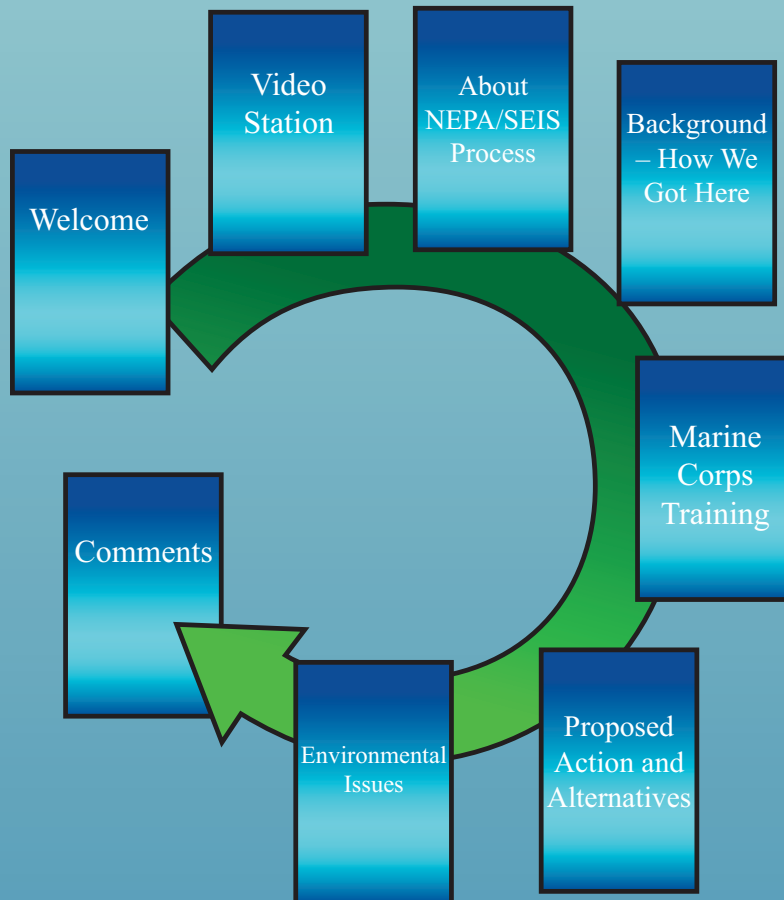 Welcome
Video
Station
About
NEPA/SEIS
Process
Background
– How We
Got Here
Marine
Corps
Training
Proposed
Action and
Alternatives
Environmental
Issues
Comments